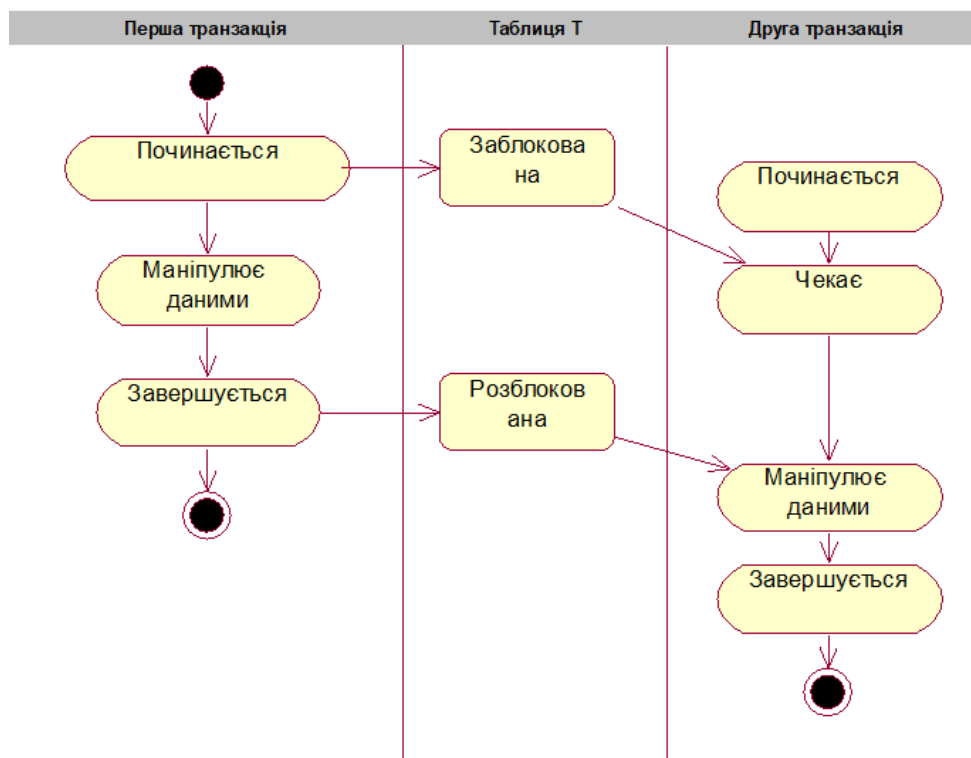 Перша транзакція
Таблиця Т
Друга транзакція
Починається
Заблокова
на
Починається
Маніпулює
даними
Чекає
Завершується
Розблоков
ана
Маніпулює
даними
Завершується